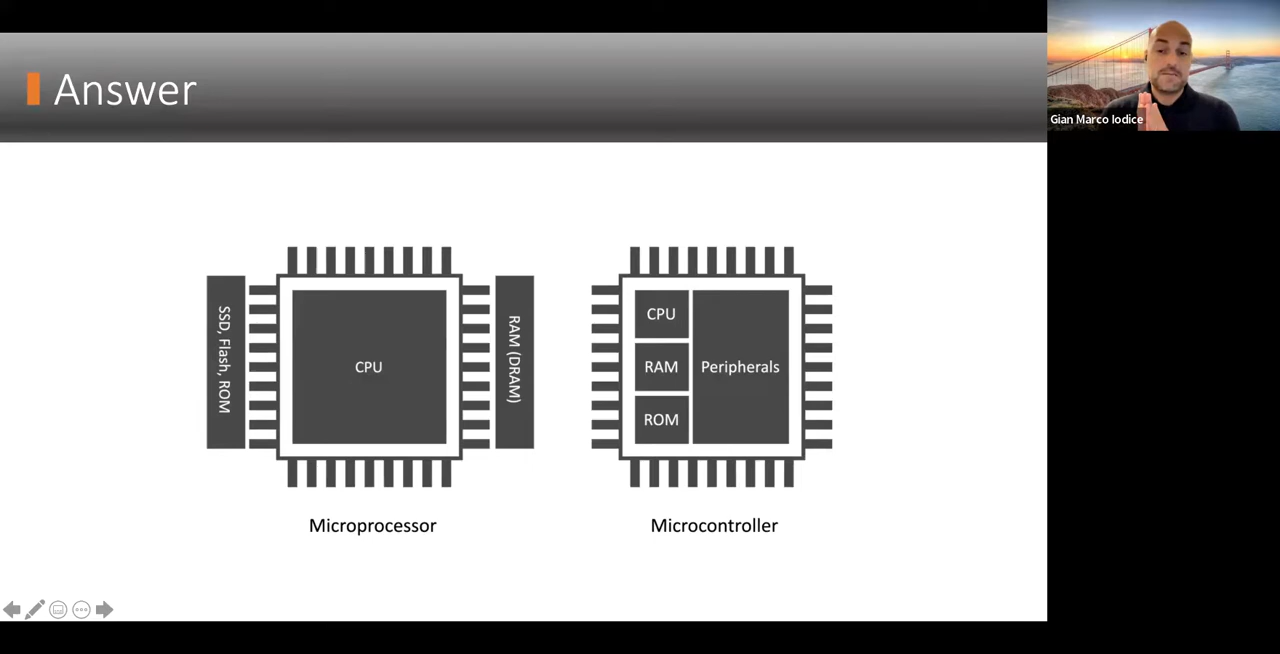 Answer
Gian Marco Iodice
SSD, Flash, ROM
CPU
RAM (DRAM)
Microprocessor
CPU
RAM
ROM
Peripherals
Microcontroller